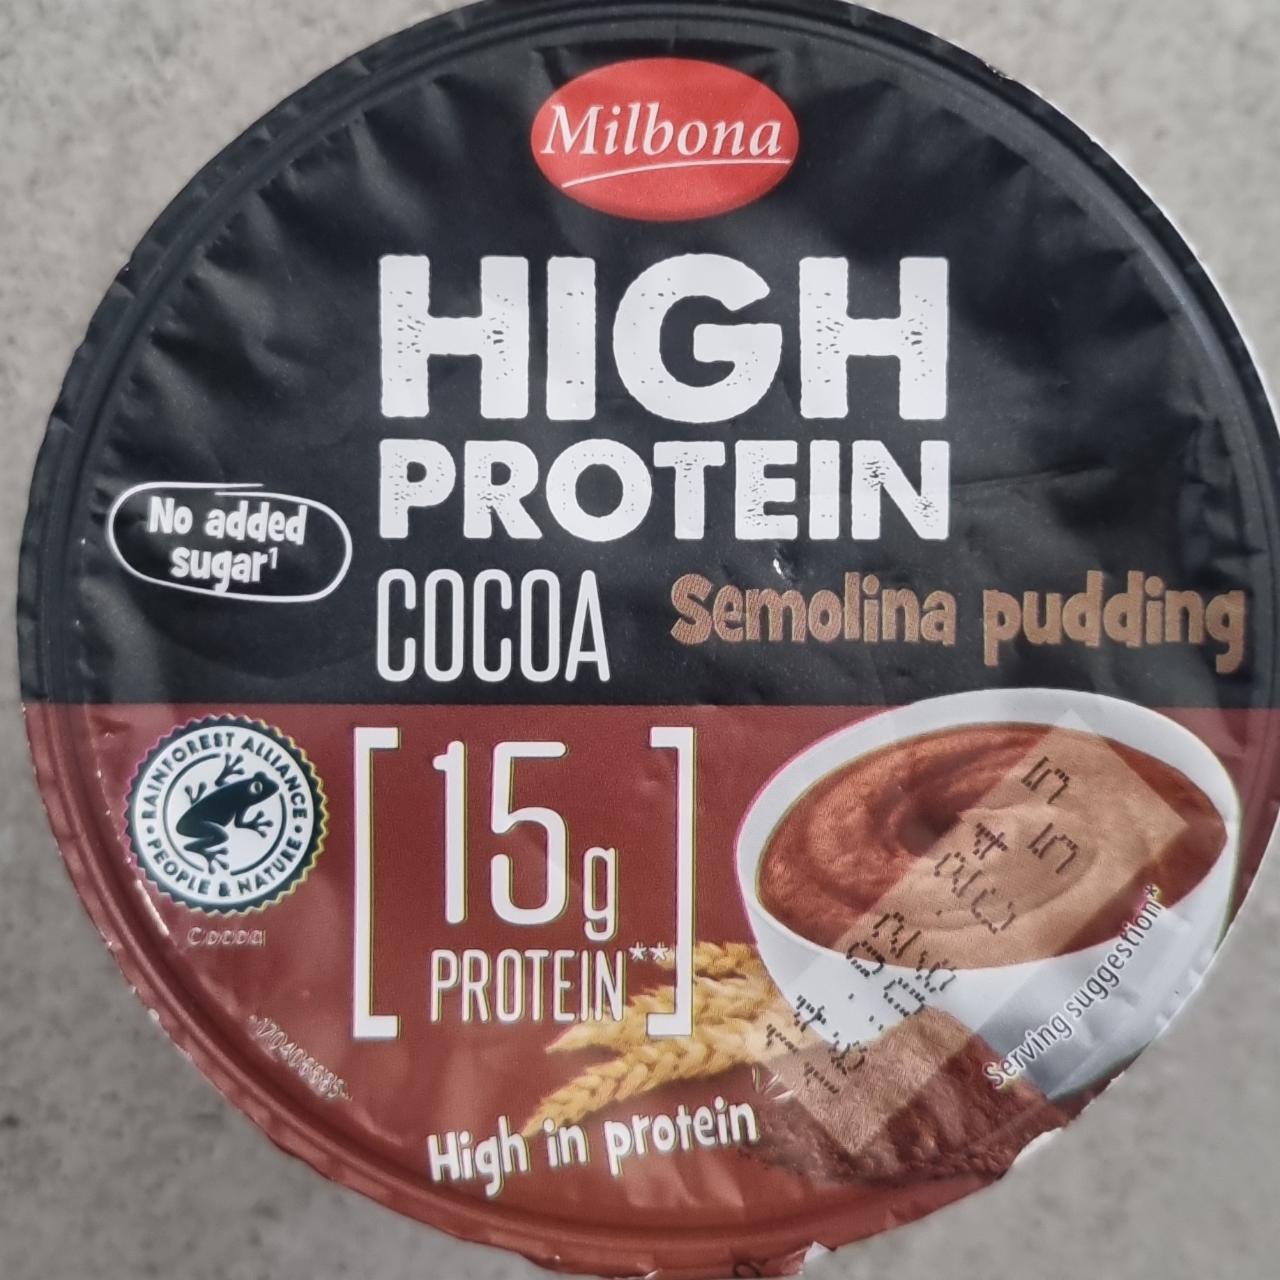 Milbona
HIGH
PROTEIN
COCOA
Semolina pudding
No added
sugar¹
RAINFOREST ALLIANCE
PEOPLE & NATURE
Cocoa
[15g
PROTEIN**]
Serving suggestion*
High in protein